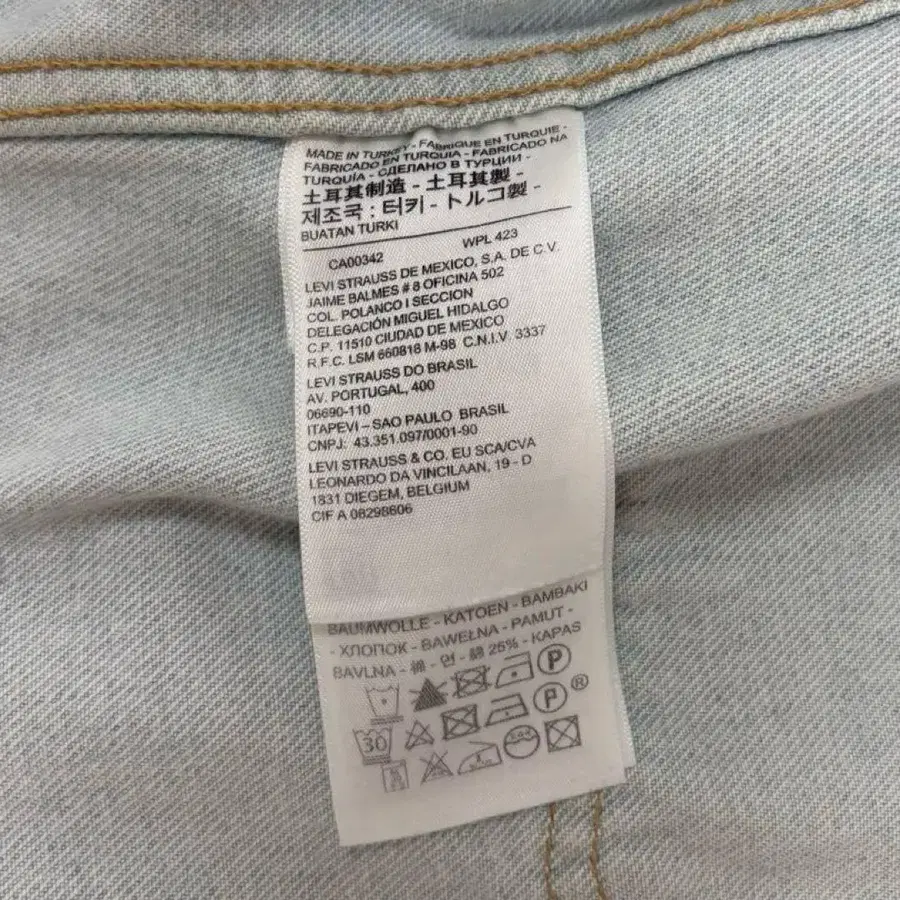 MADE IN TURKEY - FABRIQUE EN TURQUIE -
FABRICADO EN TURQUIA - FABRICADO NA
TURQUÍA - СДЕЛАНО В ТУРЦИИ -
土耳其制造 - 土耳其製 -
제조국 : 터키 - トルコ製 -
BUATAN TURKI
CA00342 WPL 423
LEVI STRAUSS DE MEXICO, S.A. DE C.V.
JAIME BALMES # 8 OFICINA 502
COL. POLANCO I SECCION
DELEGACIÓN MIGUEL HIDALGO
C.P. 11510 CIUDAD DE MEXICO
R.F.C. LSM 660818 M-98 C.N.I.V. 3337
LEVI STRAUSS DO BRASIL
AV. PORTUGAL, 400
06690-110
ITAPEVI – SAO PAULO BRASIL
CNPJ: 43.351.097/0001-90
LEVI STRAUSS & CO. EU SCA/CVA
LEONARDO DA VINCILAAN, 19 - D
1831 DIEGEM, BELGIUM
CIF A 08298606
BAUMWOLLE - KATOEN - BAMBAKI
- ХЛОПОК - BAWEŁNA - PAMUT -
BAVLNA - 棉 - 면 - 綿 25% - KAPAS
P
30 P ®